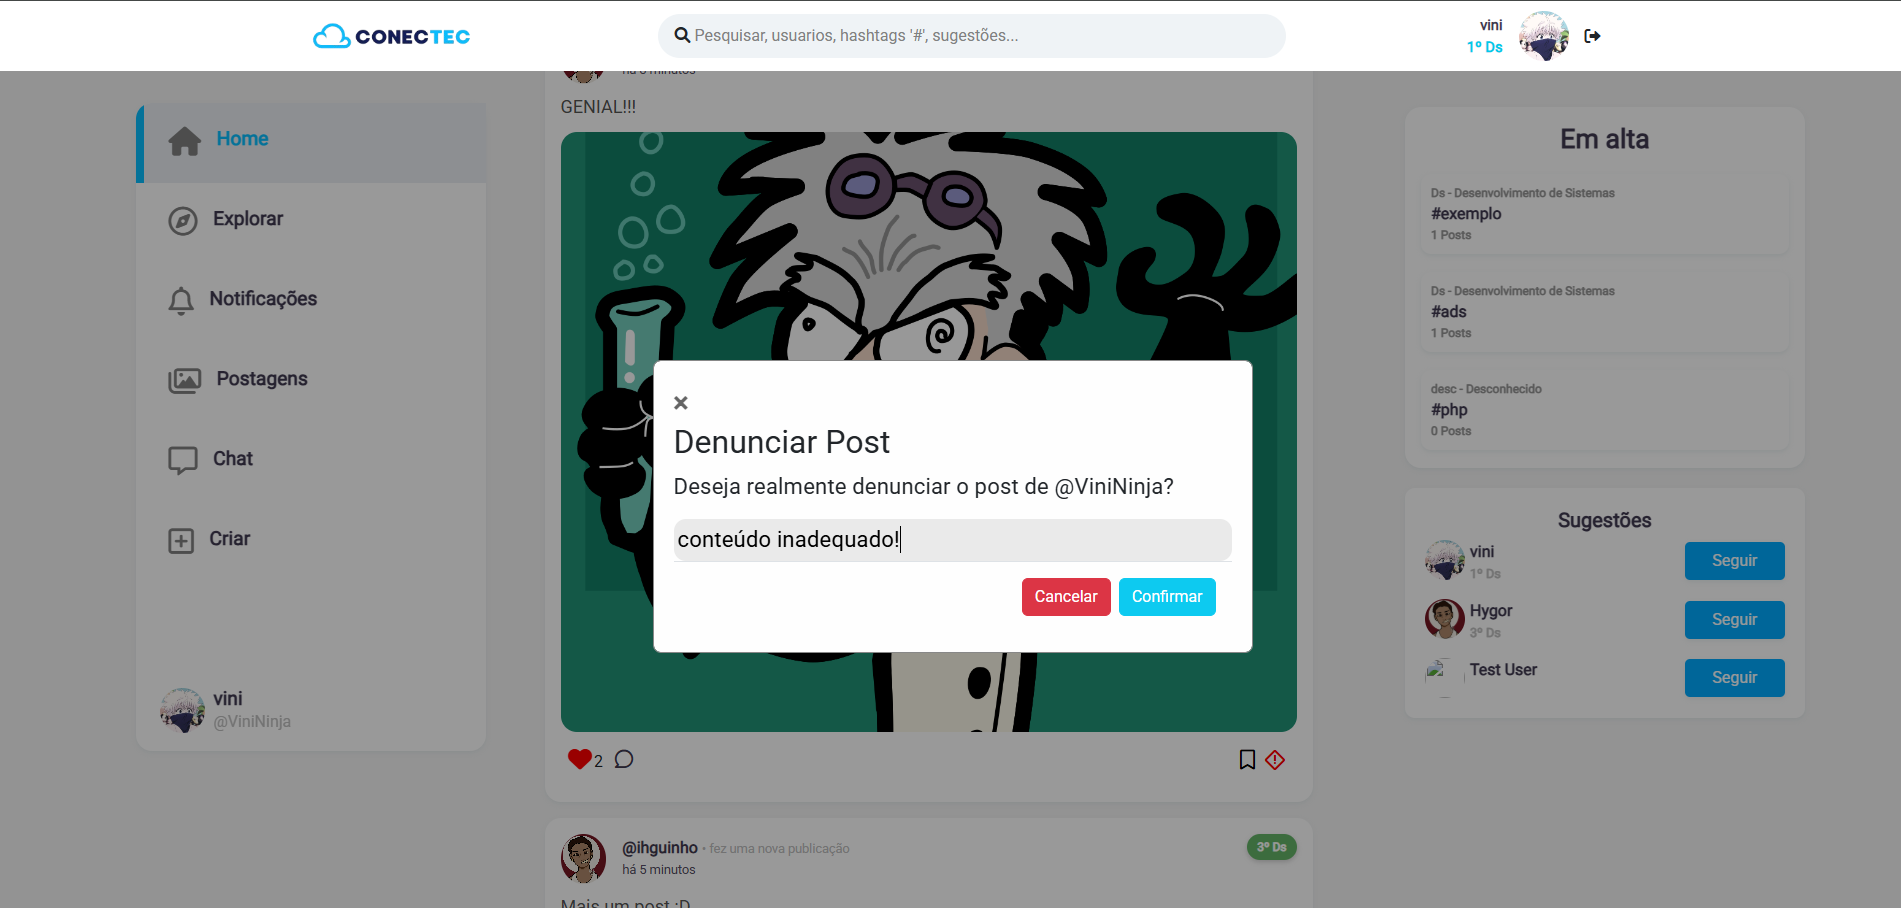 CONECTEC
Pesquisar, usuarios, hashtags '#', sugestões...
vini
1º Ds
Home
Explorar
Notificações
Postagens
Chat
Criar
vini
@ViniNinja
GENIAL!!!
Denunciar Post
Deseja realmente denunciar o post de @ViniNinja?
conteúdo inadequado!
Cancelar
Confirmar
2
@ihguinho • fez uma nova publicação
há 5 minutos
3º Ds
Mais um post :D
Em alta
Ds - Desenvolvimento de Sistemas
#exemplo
1 Posts
Ds - Desenvolvimento de Sistemas
#ads
1 Posts
desc - Desconhecido
#php
0 Posts
Sugestões
vini
1º Ds
Seguir
Hygor
3º Ds
Seguir
Test User
Seguir